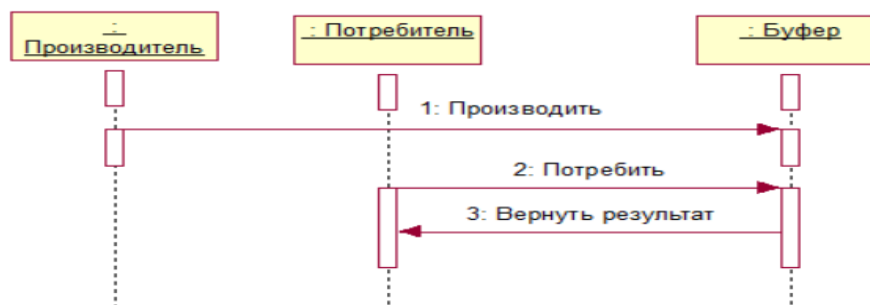 :
Производитель
: Потребитель
: Буфер
1: Производить
2: Потребить
3: Вернуть результат